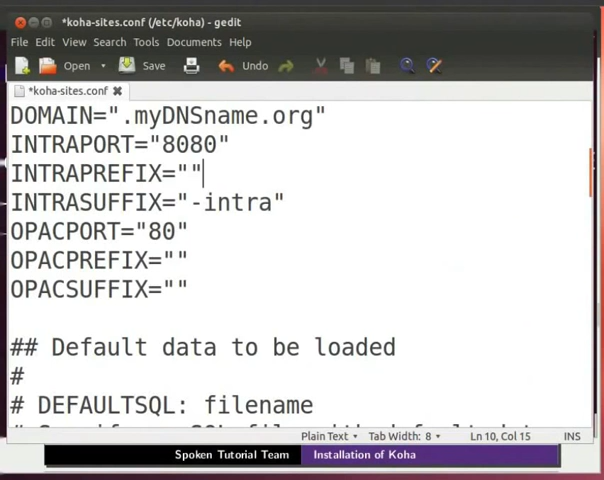 *koha-sites.conf (/etc/koha) - gedit
File Edit View Search Tools Documents Help
Open Save Undo
*koha-sites.conf
DOMAIN=".myDNSname.org"
INTRAPORT="8080"
INTRAPREFIX=""
INTRASUFFIX="-intra"
OPACPORT="80"
OPACPREFIX=""
OPACSUFFIX=""
## Default data to be loaded
#
# DEFAULTSQL: filename
Plain Text Tab Width: 8 Ln 10, Col 15 INS
Spoken Tutorial Team Installation of Koha